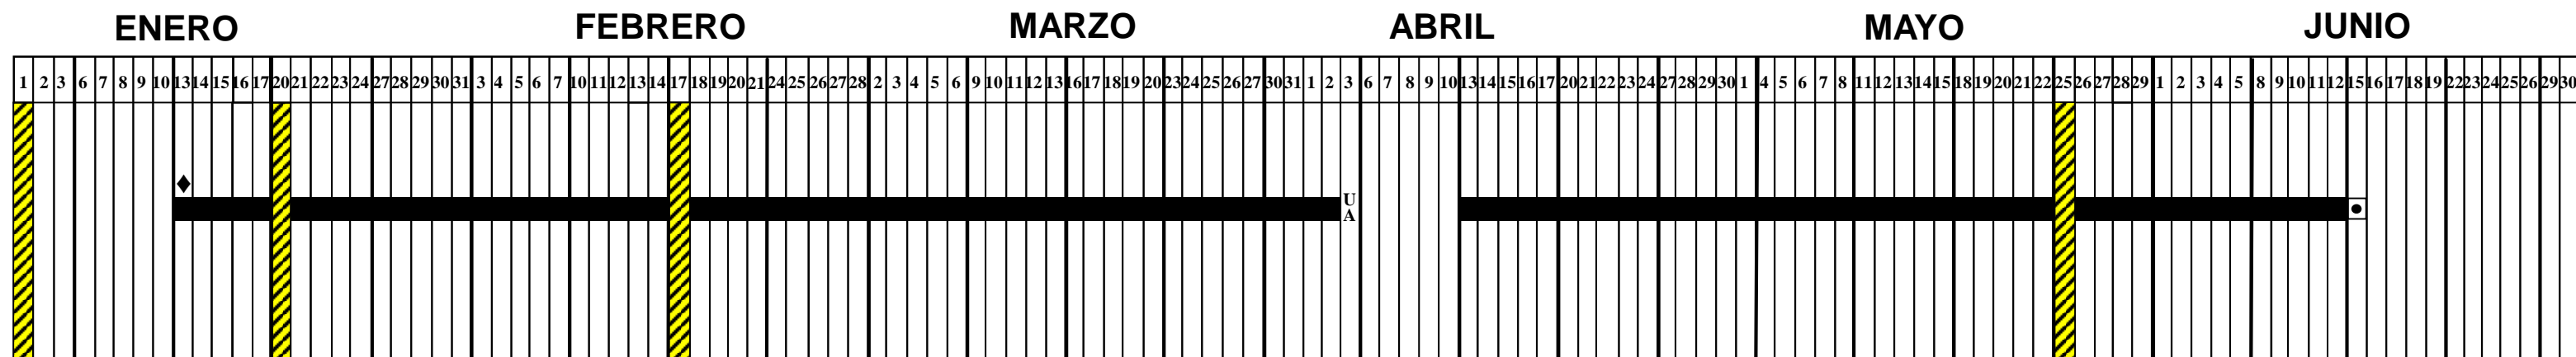 ENERO FEBRERO MARZO ABRIL MAYO JUNIO
1 2 3 6 7 8 9 10 13 14 15 16 17 20 21 22 23 24 27 28 29 30 31 3 4 5 6 7 10 11 12 13 14 17 18 19 20 21 24 25 26 27 28 2 3 4 5 6 9 10 11 12 13 16 17 18 19 20 23 24 25 26 27 30 31 1 2 3 6 7 8 9 10 13 14 15 16 17 20 21 22 23 24 27 28 29 30 1 4 5 6 7 8 11 12 13 14 15 18 19 20 21 22 25 26 27 28 29 1 2 3 4 5 8 9 10 11 12 15 16 17 18 19 22 23 24 25 26 29 30
U
A